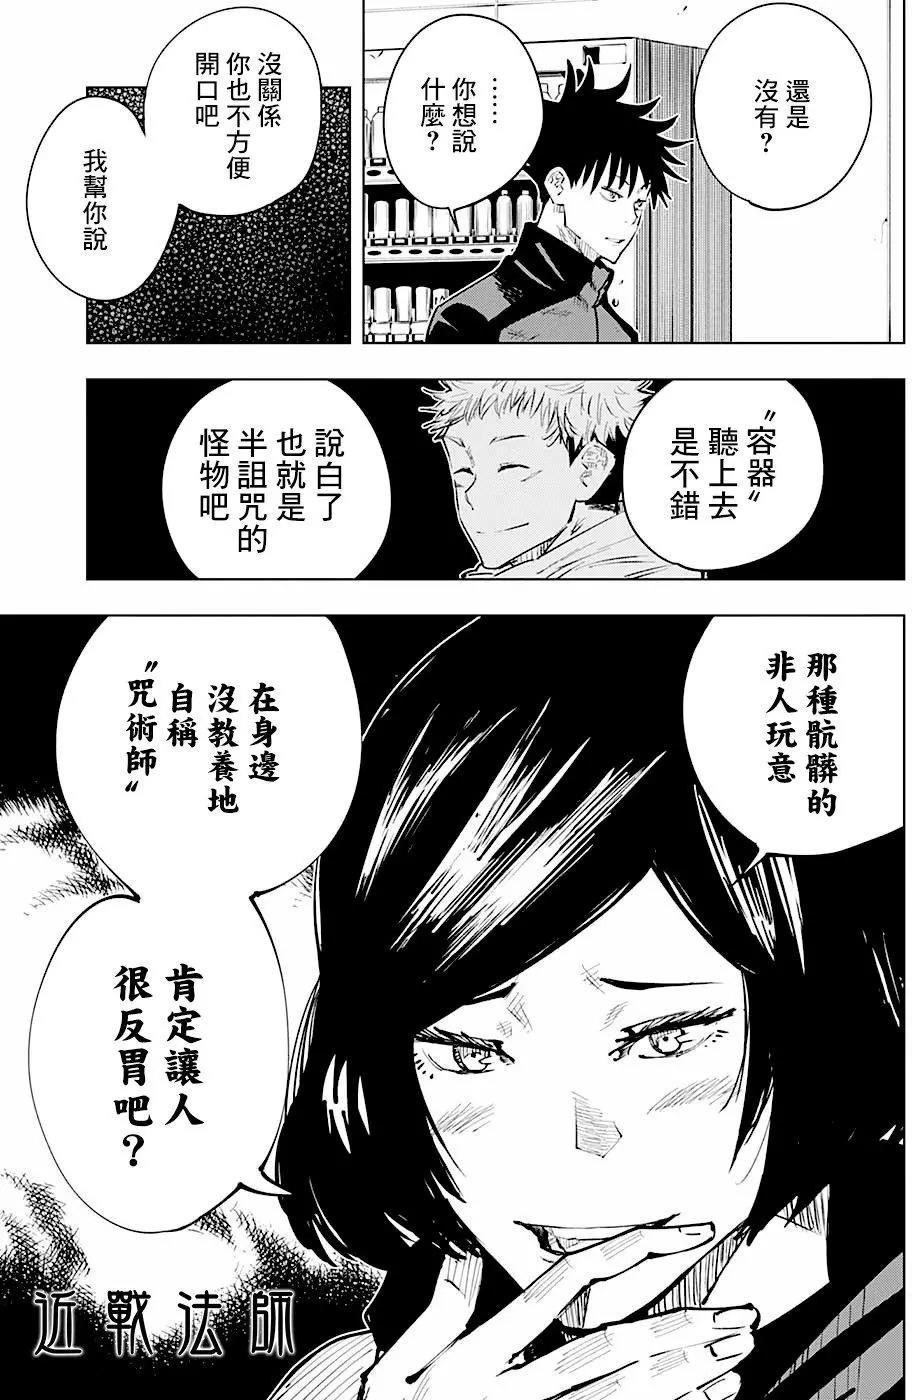 還是
沒有？
……
你想說
什麼？
沒關係
你也不方便
開口吧
我幫你說
〝容器〞
聽上去
是不錯
說白了
也就是
半詛咒的
怪物吧
那種骯髒的
非人玩意
在身邊
沒教養地
自稱
〝咒術師〞
肯定讓人
很反胃吧？
近戰法師